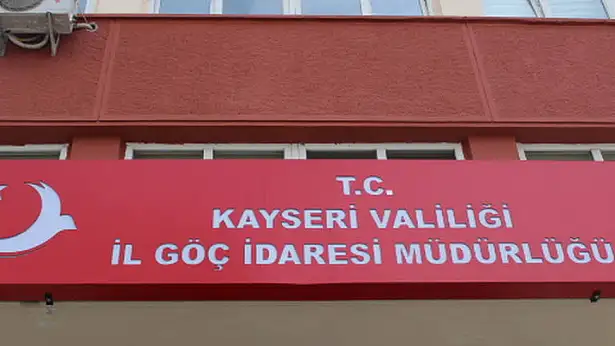 T.C.
KAYSERİ VALİLİĞİ
İL GÖÇ İDARESİ MÜDÜRLÜĞÜ